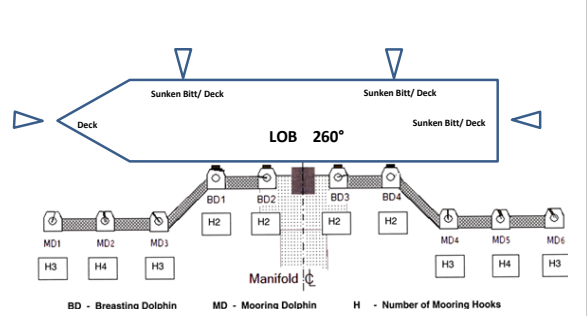 Sunken Bitt/ Deck Sunken Bitt/ Deck
Deck Sunken Bitt/ Deck
LOB 260°
BD1 BD2 BD3 BD4
H2 H2 H2 H2
MD1 MD2 MD3 MD4 MD5 MD6
H3 H4 H3 H3 H4 H3
Manifold ℄
BD - Breasting Dolphin MD - Mooring Dolphin H - Number of Mooring Hooks